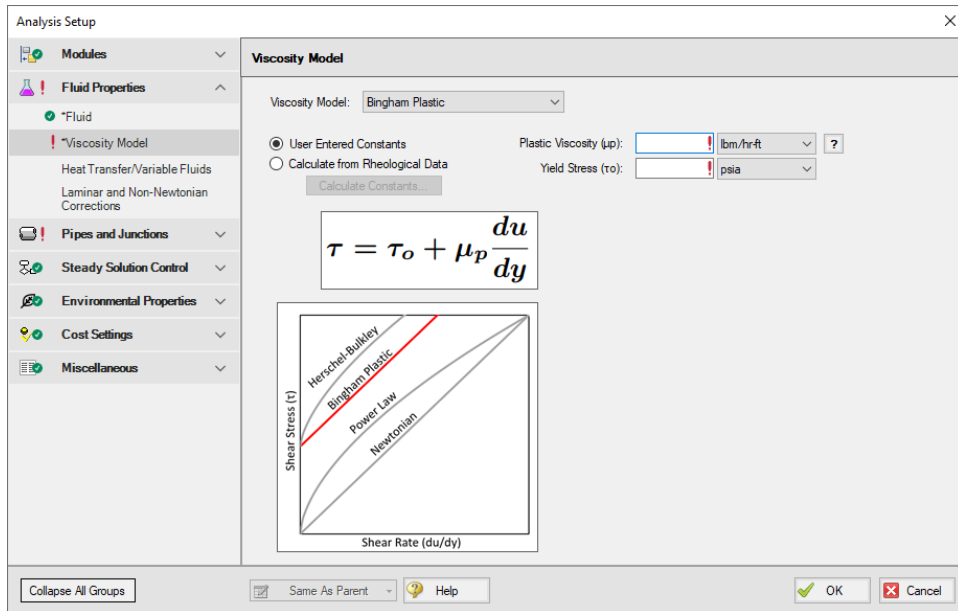 Analysis Setup
Modules
Fluid Properties
*Fluid
*Viscosity Model
Heat Transfer/Variable Fluids
Laminar and Non-Newtonian
Corrections
Pipes and Junctions
Steady Solution Control
Environmental Properties
Cost Settings
Miscellaneous
Collapse All Groups
Viscosity Model
Viscosity Model: Bingham Plastic
User Entered Constants
Calculate from Rheological Data
Calculate Constants...
Plastic Viscosity (μp): ! lbm/hr-ft ?
Yield Stress (το): ! psia
τ = τₒ + μₚ du/dy
Herschel-Bulkley
Bingham Plastic
Power Law
Newtonian
Shear Stress (τ)
Shear Rate (du/dy)
Same As Parent
Help
OK
Cancel